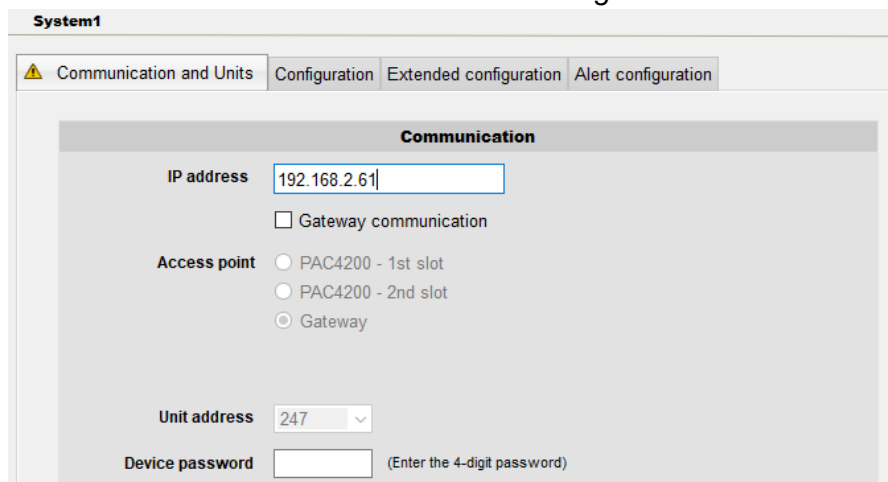 System1
Communication and Units Configuration Extended configuration Alert configuration
Communication
IP address 192.168.2.61
Gateway communication
Access point PAC4200 - 1st slot
PAC4200 - 2nd slot
Gateway
Unit address 247
Device password (Enter the 4-digit password)